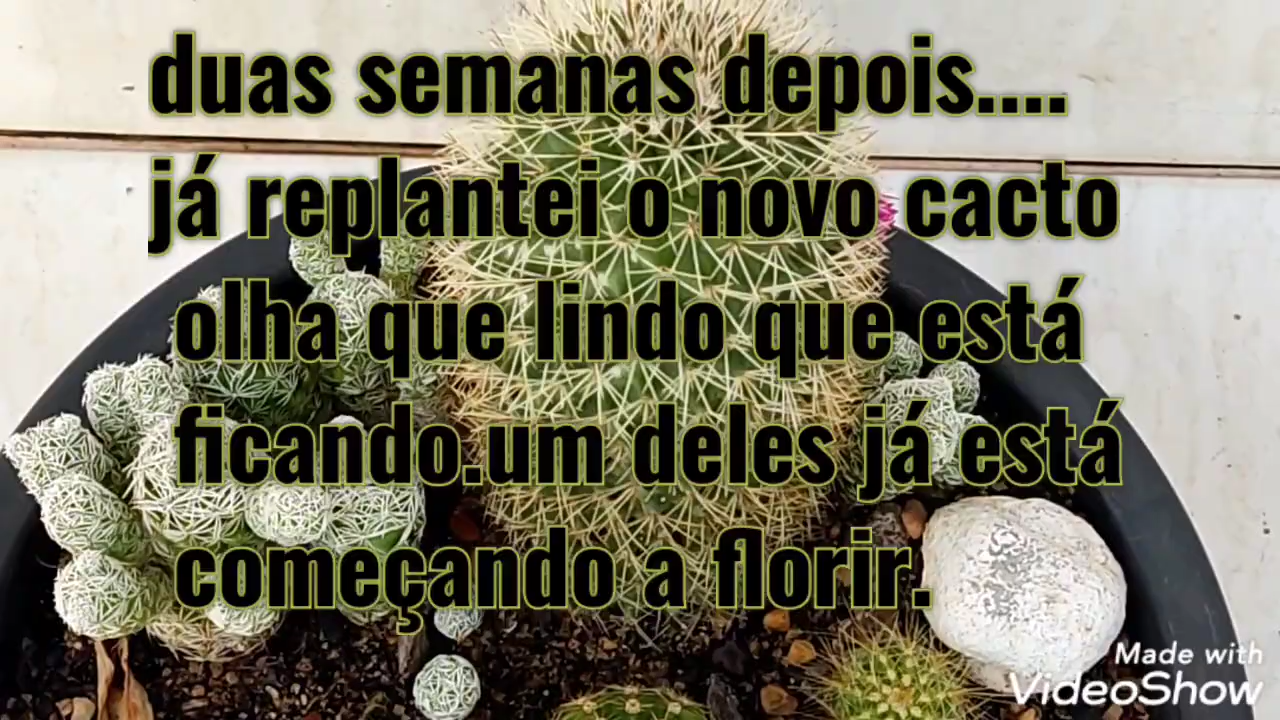 duas semanas depois....
já replantei o novo cacto
olha que lindo que está
ficando.um deles já está
começando a florir.
Made with
VideoShow